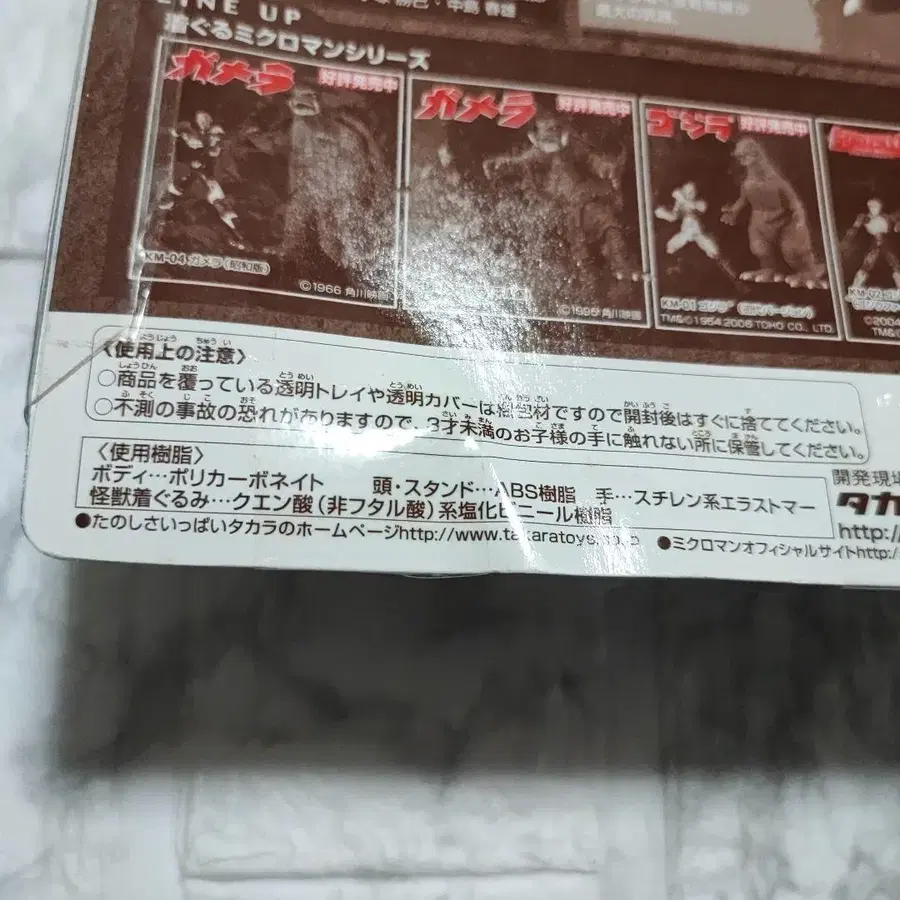 LINE UP
着ぐるミクロマンシリーズ
ガメラ 好評発売中
ガメラ 好評発売中
ゴジラ 好評発売中
KM-04 ガメラ(昭和版)
©1966 角川映画
©1995 角川映画
KM-01 ゴジラ
TM&©1954,2006 TOHO CO., LTD.
©2004
〈使用上の注意〉
○商品を覆っている透明トレイや透明カバーは包材ですので開封後はすぐに捨ててください。
○不測の事故の恐れがありますので、3才未満のお子様の手に触れない所に保管してください。
〈使用樹脂〉
ボディ…ポリカーボネイト 頭・スタンド…ABS樹脂 手…スチレン系エラストマー
怪獣着ぐるみ…クエン酸(非フタル酸)系塩化ビニール樹脂
●たのしさいっぱいタカラのホームページhttp://www.takaratoys.co.jp
●ミクロマンオフィシャルサイトhttp:/
開発現場
タカ
http:/